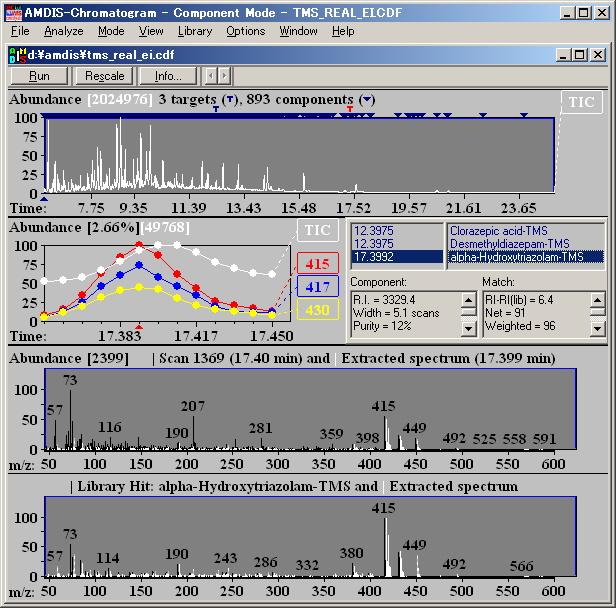 AMDIS-Chromatogram - Component Mode - TMS_REAL_EI.CDF
File Analyze Mode View Library Options Window Help
d:¥amdis¥tms_real_ei.cdf
Run Rescale Info...
Abundance [2024976] 3 targets (T), 893 components (▼)
TIC
100
75
50
25
0
Time: 7.75 9.35 11.39 13.43 15.48 17.52 19.57 21.61 23.65
Abundance [2.66%][49768]
TIC
100
75
50
25
0
415
417
430
Time: 17.383 17.417 17.450
12.3975 Clorazepic acid-TMS
12.3975 Desmethyldiazepam-TMS
17.3992 alpha-Hydroxytriazolam-TMS
Component: Match:
R.I. = 3329.4 RI-RI(lib) = 6.4
Width = 5.1 scans Net = 91
Purity = 12% Weighted = 96
Abundance [2399] | Scan 1369 (17.40 min) and | Extracted spectrum (17.399 min)
100
50
0
57 73 116 190 207 281 359 398 415 449 492 525 558 591
m/z: 50 100 150 200 250 300 350 400 450 500 550 600
| Library Hit: alpha-Hydroxytriazolam-TMS and | Extracted spectrum
100
50
0
57 73 114 190 243 286 332 380 415 449 492 566
m/z: 50 100 150 200 250 300 350 400 450 500 550 600